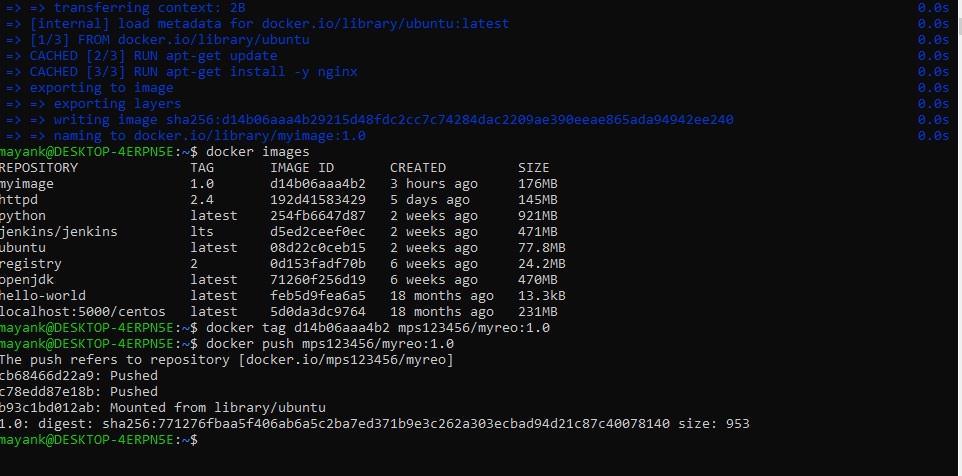 => => transferring context: 2B 0.0s
=> [internal] load metadata for docker.io/library/ubuntu:latest 0.0s
=> [1/3] FROM docker.io/library/ubuntu 0.0s
=> CACHED [2/3] RUN apt-get update 0.0s
=> CACHED [3/3] RUN apt-get install -y nginx 0.0s
=> exporting to image 0.0s
=> => exporting layers 0.0s
=> => writing image sha256:d14b06aaa4b29215d48fdc2cc7c74284dac2209ae390eeae865ada94942ee240 0.0s
=> => naming to docker.io/library/myimage:1.0 0.0s
mayank@DESKTOP-4ERPN5E:~$ docker images
REPOSITORY TAG IMAGE ID CREATED SIZE
myimage 1.0 d14b06aaa4b2 3 hours ago 176MB
httpd 2.4 192d41583429 5 days ago 145MB
python latest 254fb6647d87 2 weeks ago 921MB
jenkins/jenkins lts d5ed2ceef0ec 2 weeks ago 471MB
ubuntu latest 08d22c0ceb15 2 weeks ago 77.8MB
registry 2 0d153fadf70b 6 weeks ago 24.2MB
openjdk latest 71260f256d19 6 weeks ago 470MB
hello-world latest feb5d9fea6a5 18 months ago 13.3kB
localhost:5000/centos latest 5d0da3dc9764 18 months ago 231MB
mayank@DESKTOP-4ERPN5E:~$ docker tag d14b06aaa4b2 mps123456/myreo:1.0
mayank@DESKTOP-4ERPN5E:~$ docker push mps123456/myreo:1.0
The push refers to repository [docker.io/mps123456/myreo]
cb68466d22a9: Pushed
c78edd87e18b: Pushed
b93c1bd012ab: Mounted from library/ubuntu
1.0: digest: sha256:771276fbaa5f406ab6a5c2ba7ed371b9e3c262a303ecbad94d21c87c40078140 size: 953
mayank@DESKTOP-4ERPN5E:~$